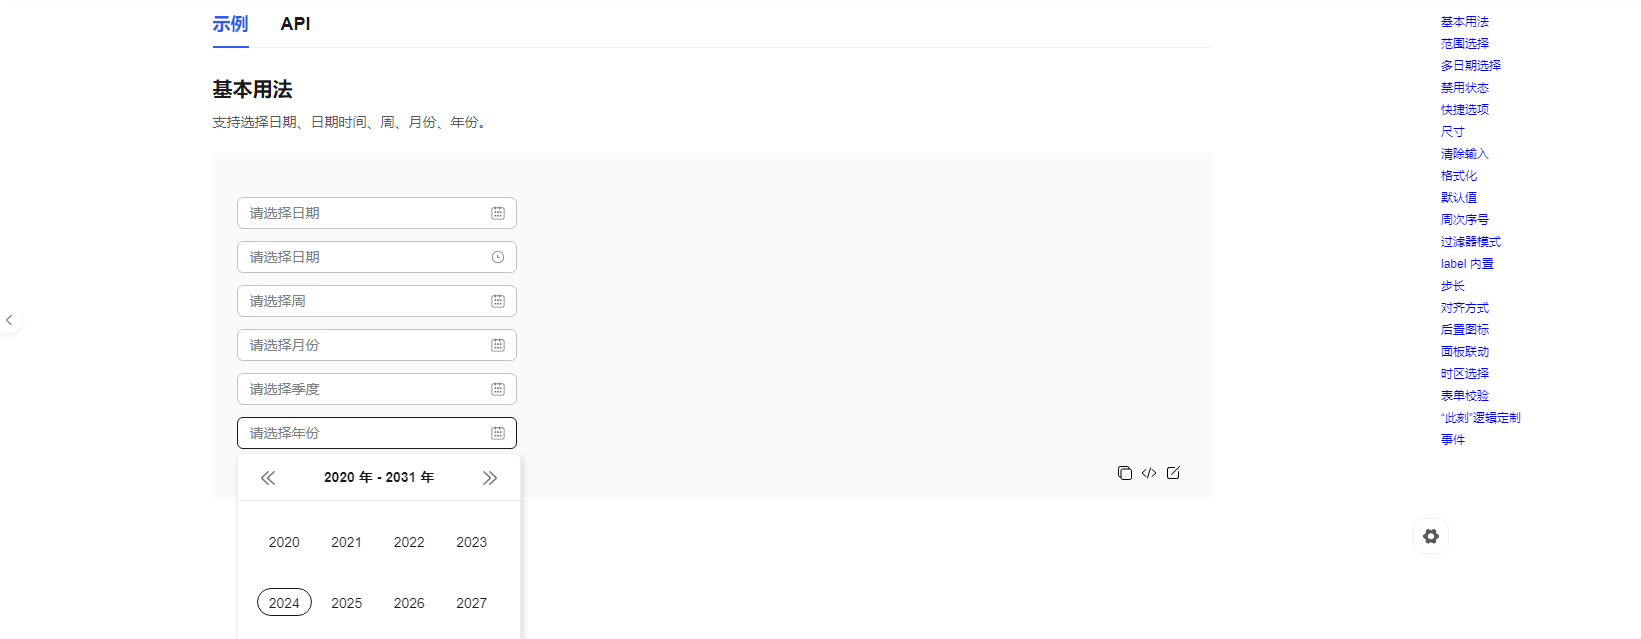 示例 API
基本用法
支持选择日期、日期时间、周、月份、年份。
请选择日期
请选择日期
请选择周
请选择月份
请选择季度
请选择年份
2020 年 - 2031 年
2020 2021 2022 2023
2024 2025 2026 2027
基本用法
范围选择
多日期选择
禁用状态
快捷选项
尺寸
清除输入
格式化
默认值
周次序号
过滤器模式
label 内置
步长
对齐方式
后置图标
面板联动
时区选择
表单校验
“此刻”逻辑定制
事件